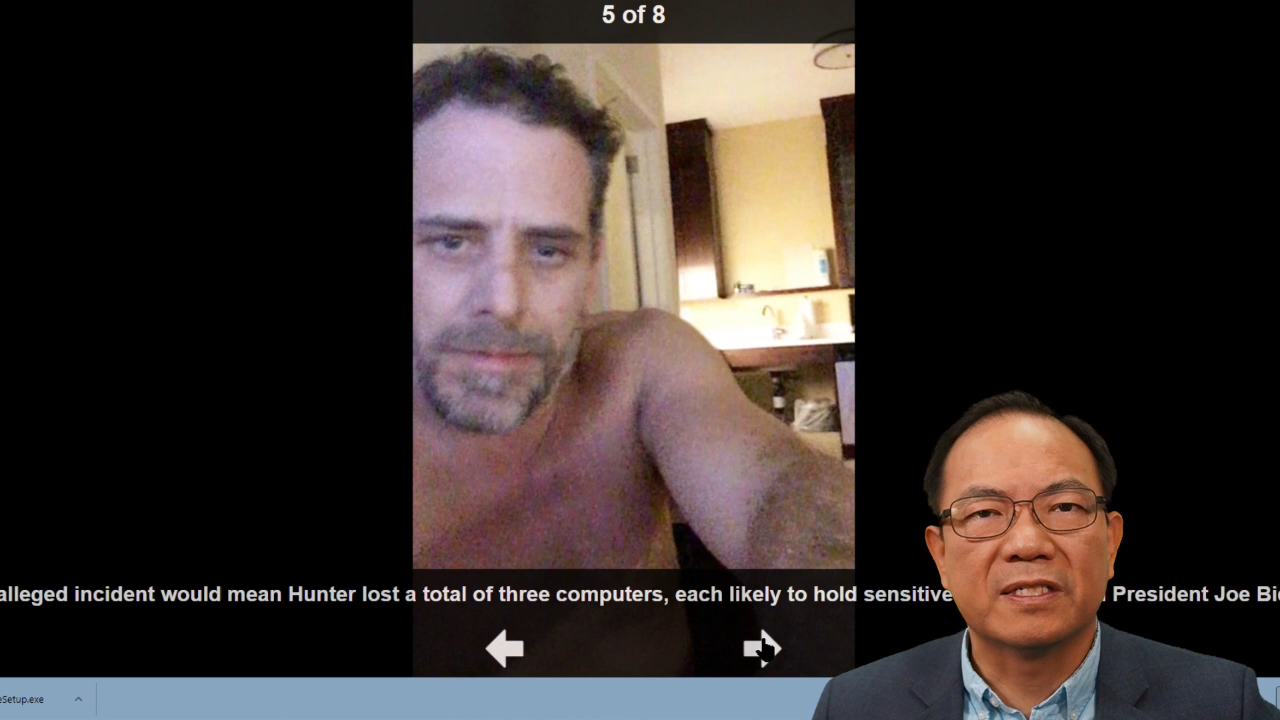 5 of 8
alleged incident would mean Hunter lost a total of three computers, each likely to hold sensitive President Joe
eSetup.exe